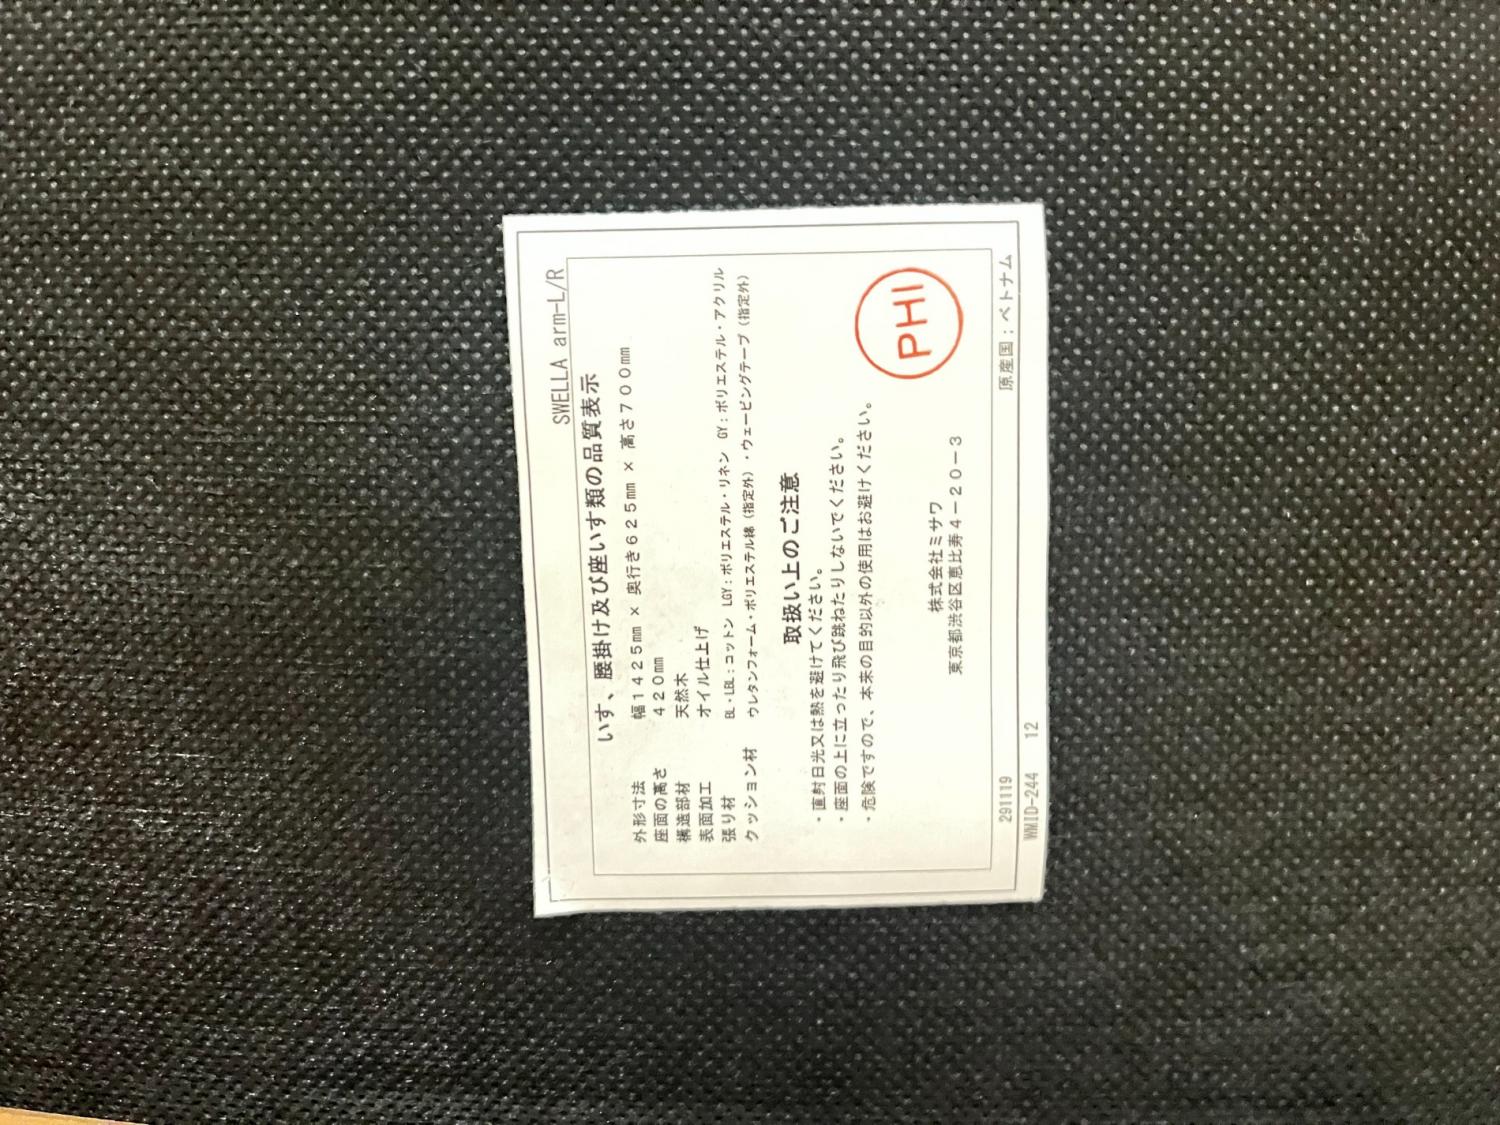 SWELLA arm-L/R
いす、腰掛け及び座いす類の品質表示
外形寸法 幅1425mm × 奥行き625mm × 高さ700mm
座面の高さ 420mm
構造部材 天然木
表面加工 オイル仕上げ
張り材 BL・LBL:コットン LGY:ポリエステル・リネン GY:ポリエステル・アクリル
クッション材 ウレタンフォーム・ポリエステル綿(指定外)・ウェービングテープ(指定外)
取扱い上のご注意
・直射日光又は熱を避けてください。
・座面の上に立ったり飛び跳ねたりしないでください。
・危険ですので、本来の目的以外の使用はお避けください。
株式会社ミサワ
東京都渋谷区恵比寿4-20-3
PHI
291119 原産国:ベトナム
WMID-244 12